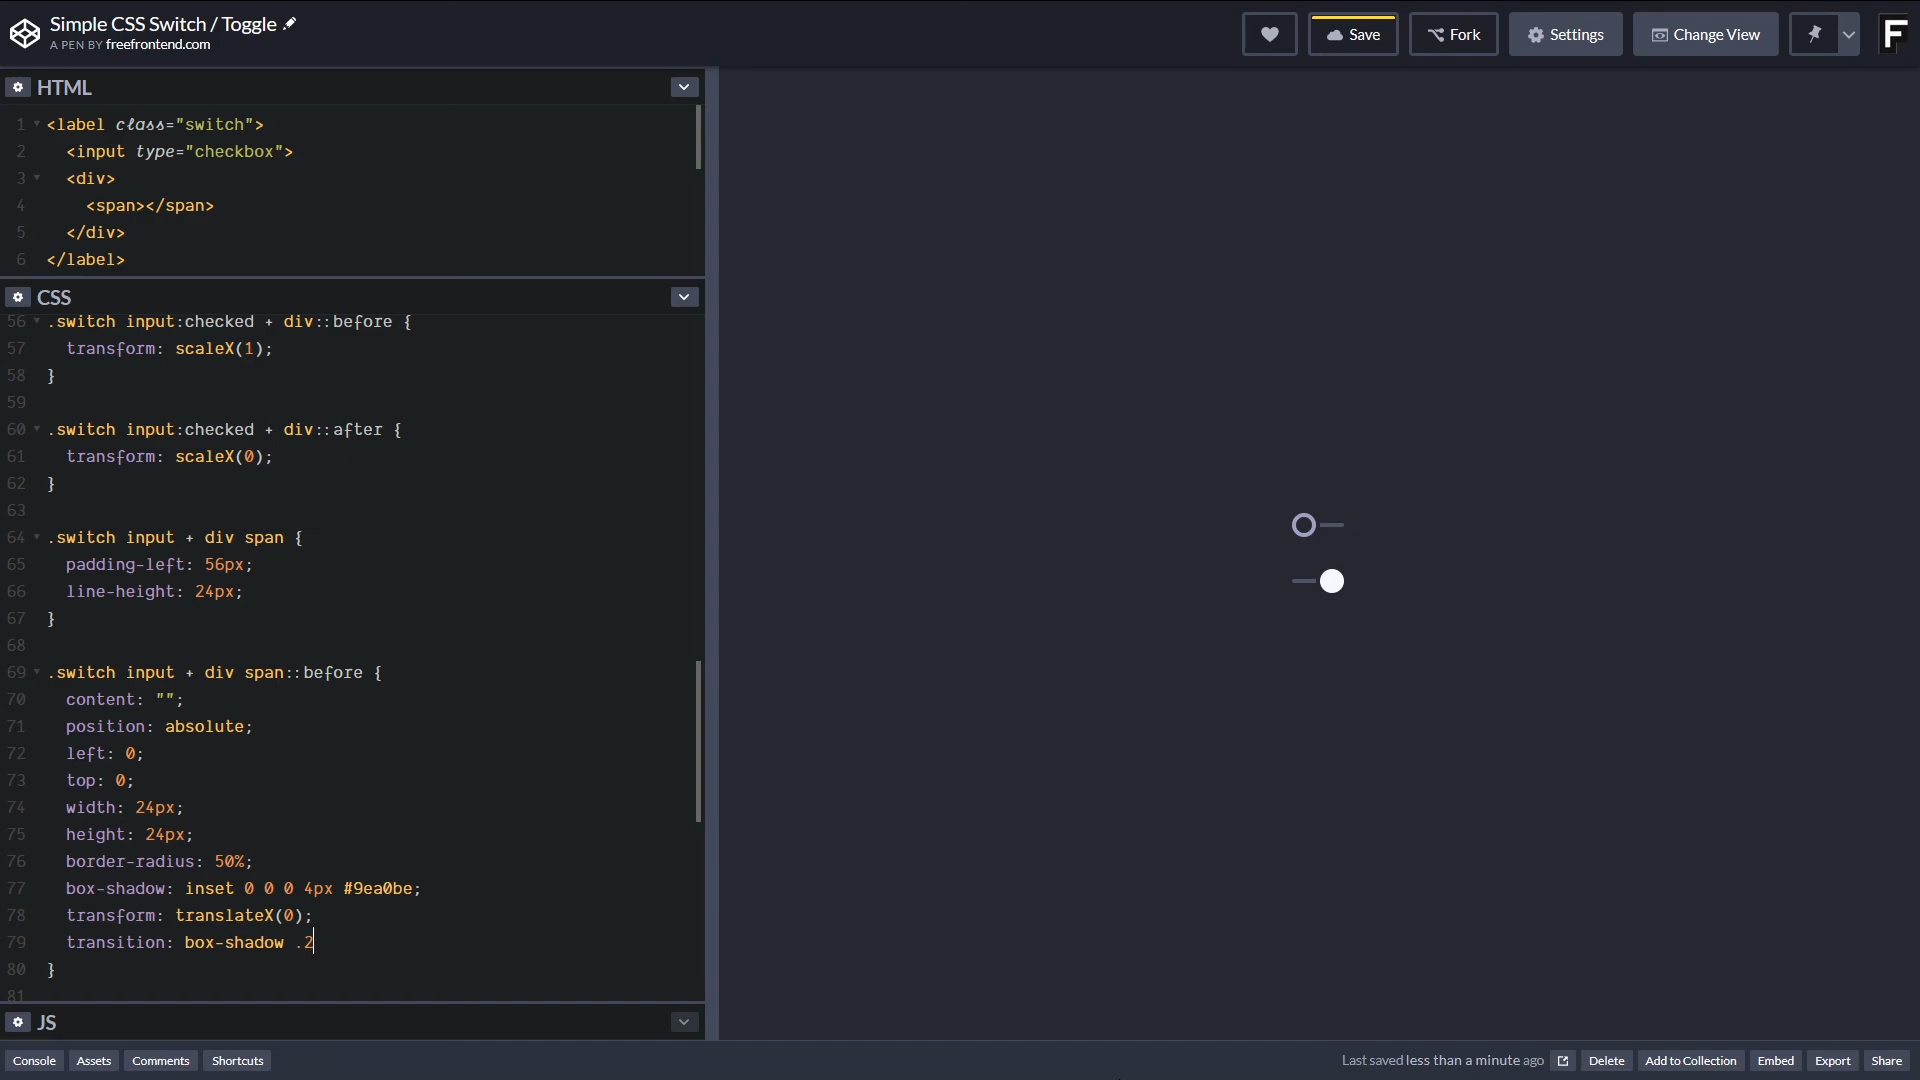 Simple CSS Switch / Toggle
A PEN BY freefrontend.com
Save
Fork
Settings
Change View
F
HTML
1 <label class="switch">
2 <input type="checkbox">
3 <div>
4 <span></span>
5 </div>
6 </label>
CSS
56 .switch input:checked + div::before {
57 transform: scaleX(1);
58 }
59
60 .switch input:checked + div::after {
61 transform: scaleX(0);
62 }
63
64 .switch input + div span {
65 padding-left: 56px;
66 line-height: 24px;
67 }
68
69 .switch input + div span::before {
70 content: "";
71 position: absolute;
72 left: 0;
73 top: 0;
74 width: 24px;
75 height: 24px;
76 border-radius: 50%;
77 box-shadow: inset 0 0 0 4px #9ea0be;
78 transform: translateX(0);
79 transition: box-shadow .2
80 }
81
JS
Console Assets Comments Shortcuts
Last saved less than a minute ago Delete Add to Collection Embed Export Share